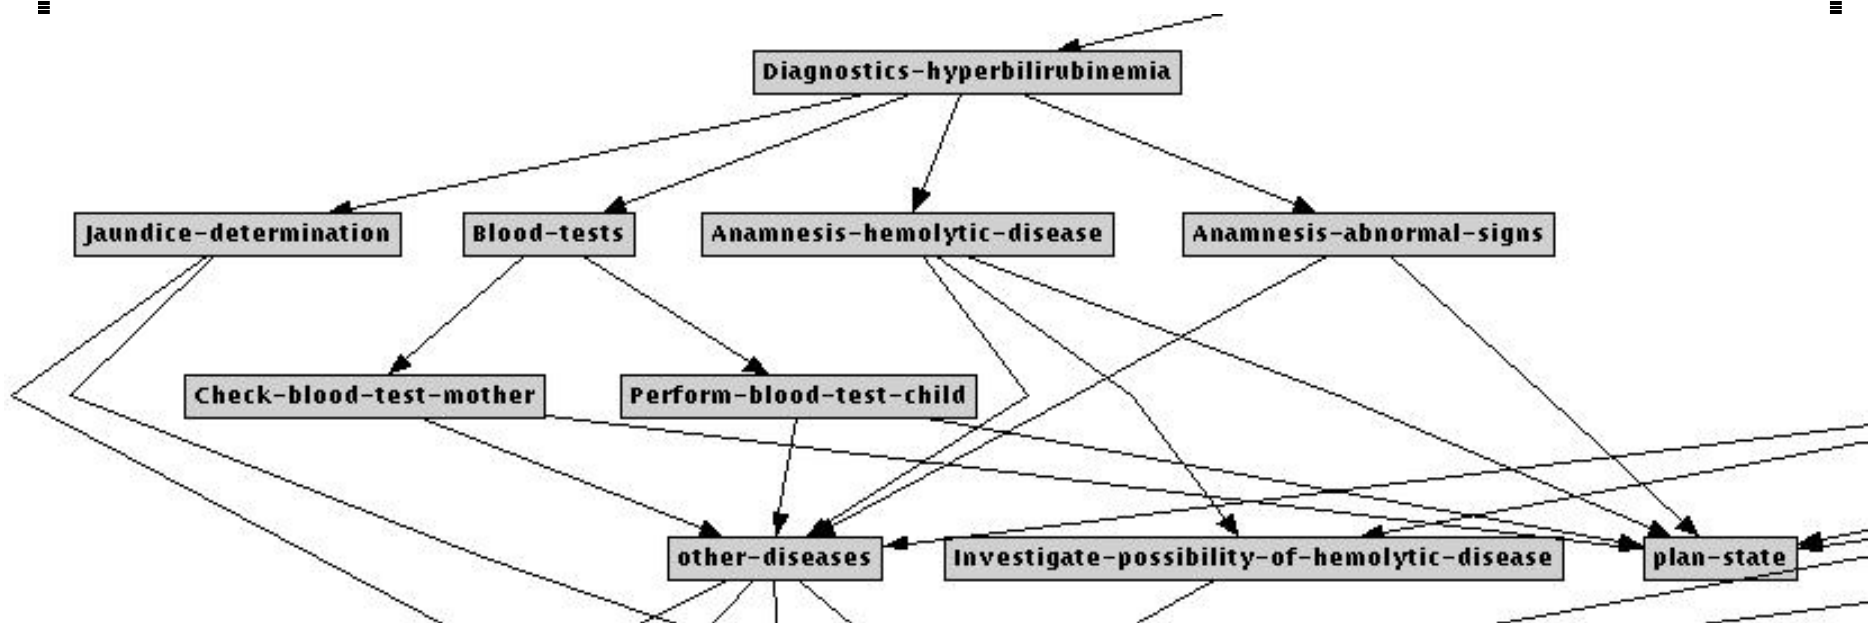 Diagnostics-hyperbilirubinemia
Jaundice-determination
Blood-tests
Anamnesis-hemolytic-disease
Anamnesis-abnormal-signs
Check-blood-test-mother
Perform-blood-test-child
other-diseases
Investigate-possibility-of-hemolytic-disease
plan-state